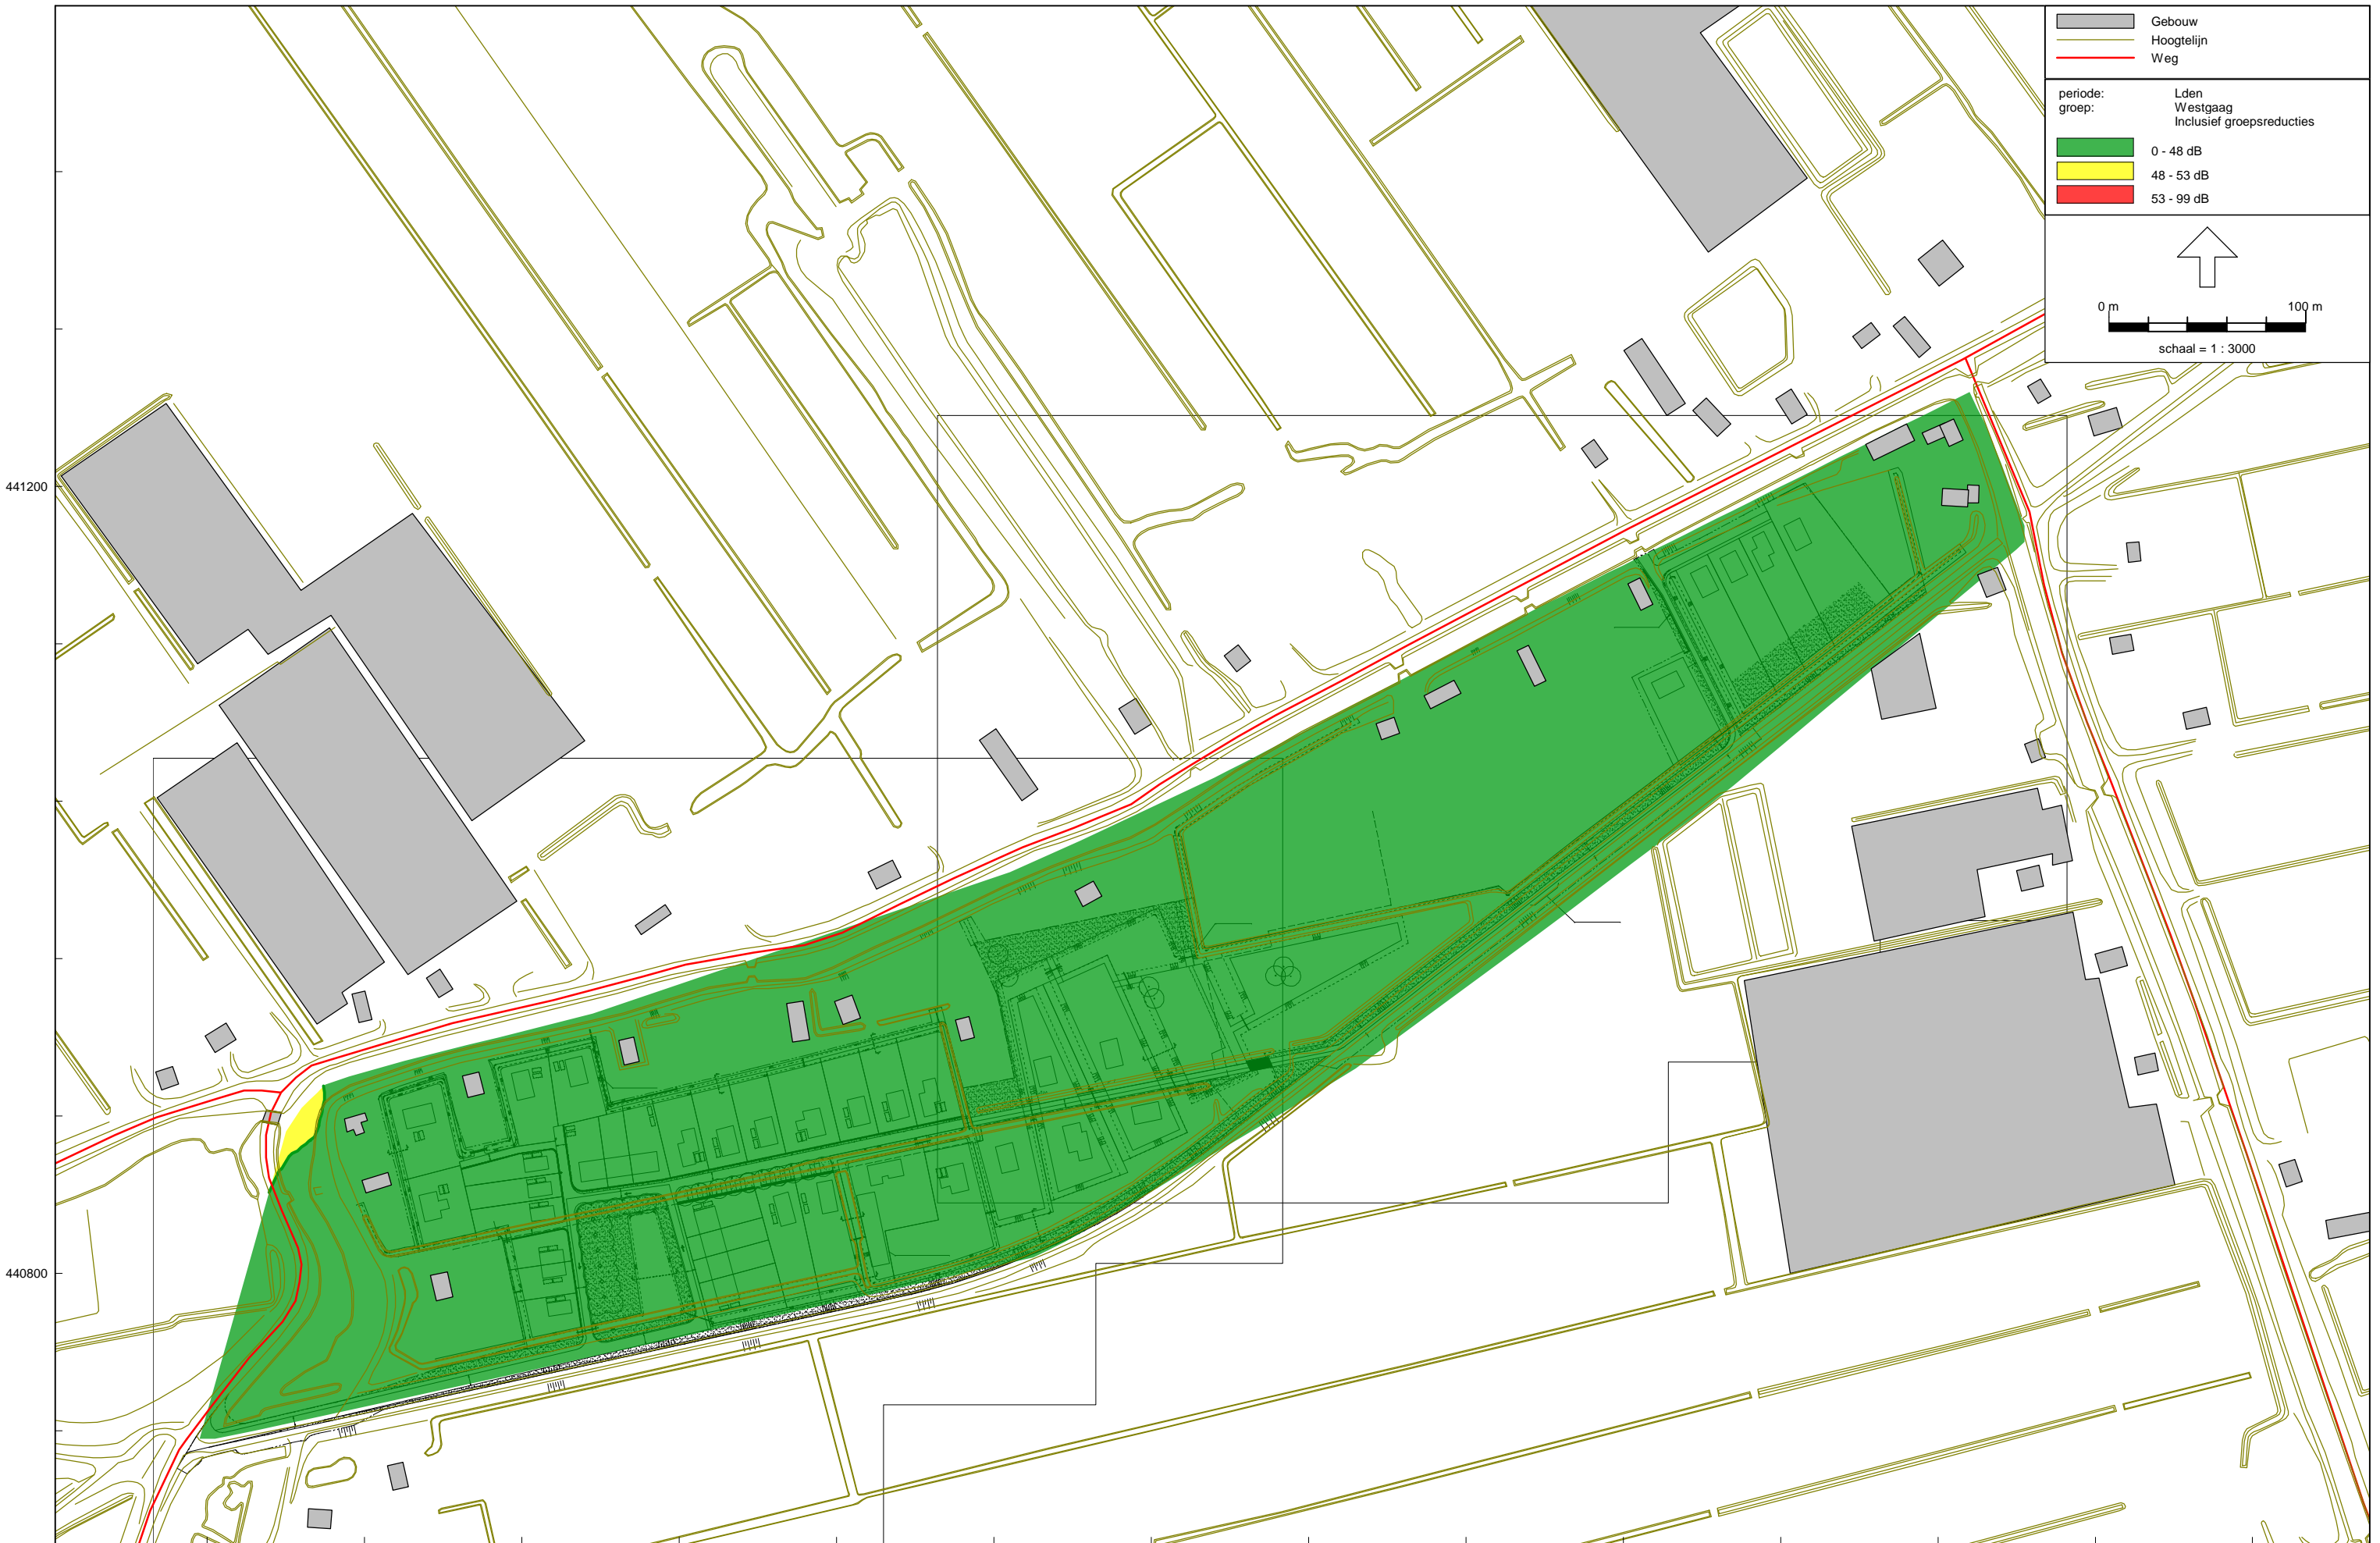 Gebouw
Hoogtelijn
Weg
periode: Lden
groep: Westgaag
Inclusief groepsreducties
0 - 48 dB
48 - 53 dB
53 - 99 dB
0 m 100 m
schaal = 1 : 3000
441200
440800